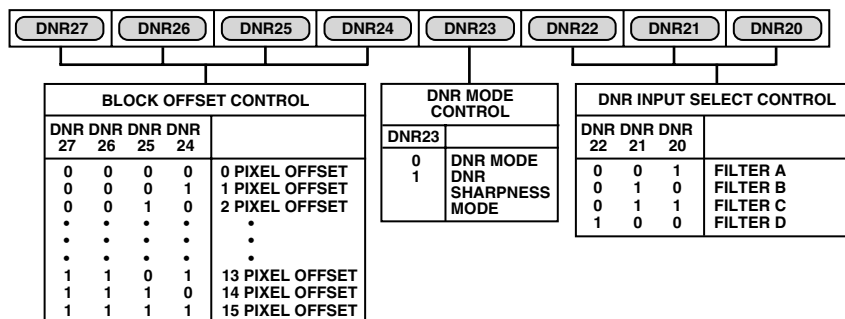 DNR27 DNR26 DNR25 DNR24 DNR23 DNR22 DNR21 DNR20
BLOCK OFFSET CONTROL
DNR DNR DNR DNR
27 26 25 24
0 0 0 0 0 PIXEL OFFSET
0 0 0 1 1 PIXEL OFFSET
0 0 1 0 2 PIXEL OFFSET
• • • • •
• • • • •
• • • • •
1 1 0 1 13 PIXEL OFFSET
1 1 1 0 14 PIXEL OFFSET
1 1 1 1 15 PIXEL OFFSET
DNR MODE
CONTROL
DNR23
0 DNR MODE
1 DNR
SHARPNESS
MODE
DNR INPUT SELECT CONTROL
DNR DNR DNR
22 21 20
0 0 1 FILTER A
0 1 0 FILTER B
0 1 1 FILTER C
1 0 0 FILTER D